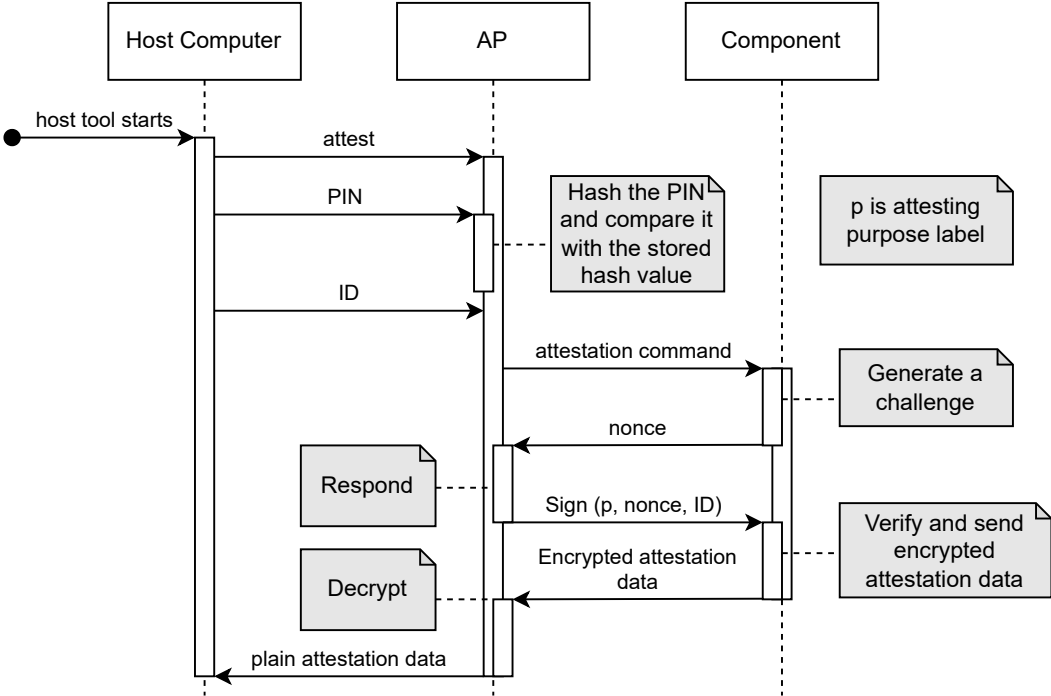 Host Computer
AP
Component
host tool starts
attest
PIN
Hash the PIN
and compare it
with the stored
hash value
p is attesting
purpose label
ID
attestation command
Generate a
challenge
nonce
Respond
Sign (p, nonce, ID)
Verify and send
encrypted
attestation data
Encrypted attestation
data
Decrypt
plain attestation data